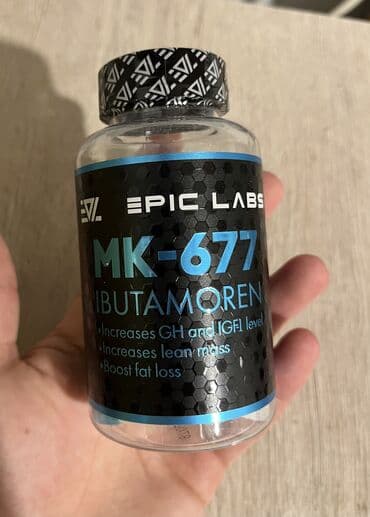 EPIC LABS
MK-677
IBUTAMOREN
•Increases GH and IGF1 level
•Increases lean mass
•Boost fat loss